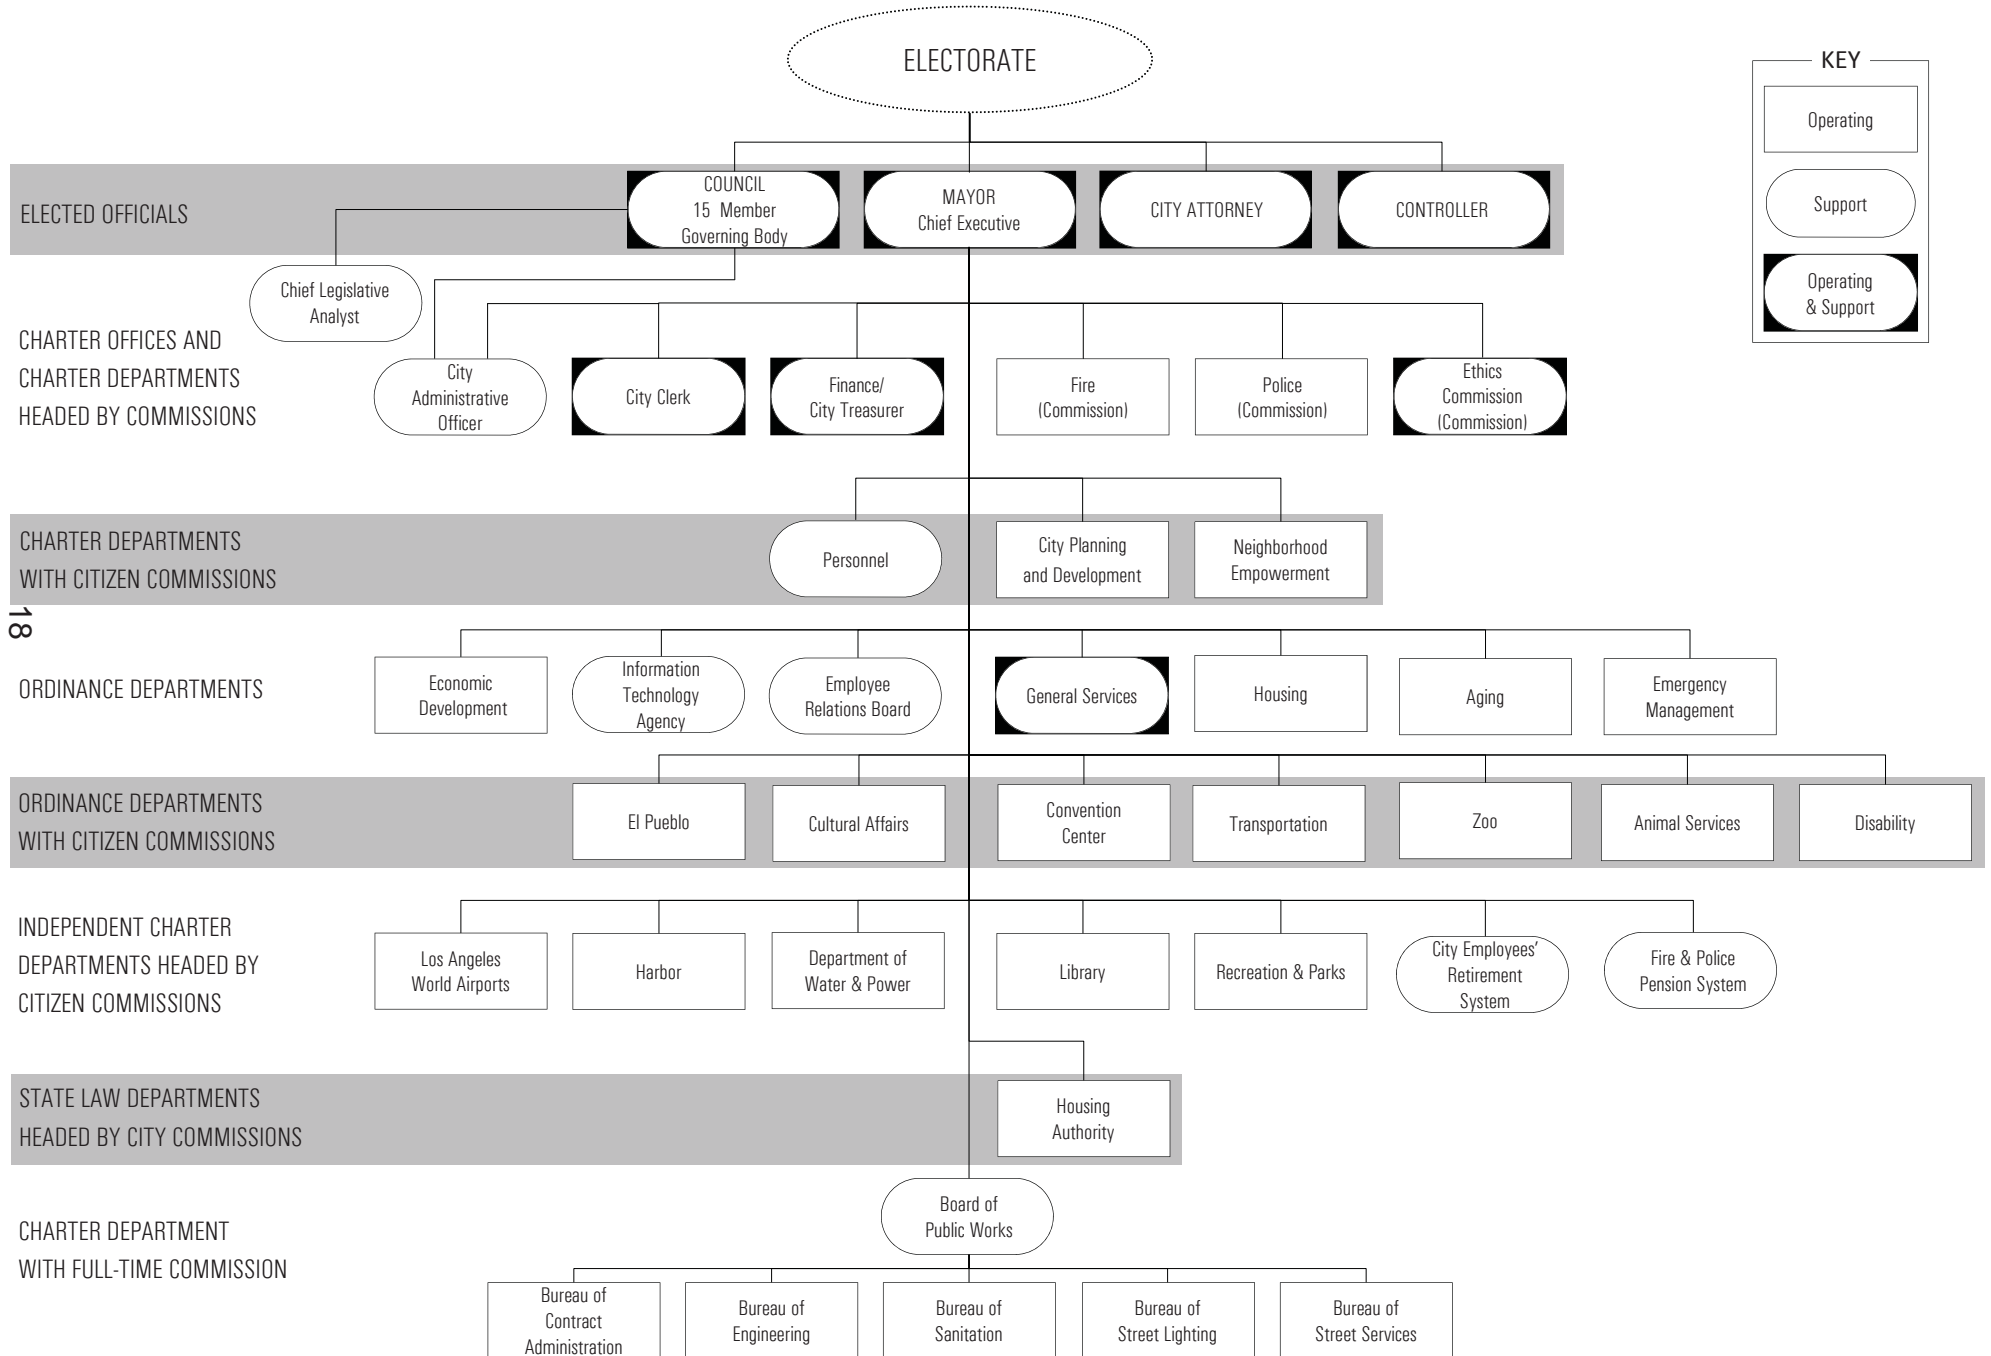 ELECTORATE
KEY
Operating
Support
Operating
& Support
ELECTED OFFICIALS
COUNCIL
15 Member
Governing Body
MAYOR
Chief Executive
CITY ATTORNEY
CONTROLLER
Chief Legislative
Analyst
CHARTER OFFICES AND
CHARTER DEPARTMENTS
HEADED BY COMMISSIONS
City
Administrative
Officer
City Clerk
Finance/
City Treasurer
Fire
(Commission)
Police
(Commission)
Ethics
Commission
(Commission)
CHARTER DEPARTMENTS
WITH CITIZEN COMMISSIONS
Personnel
City Planning
and Development
Neighborhood
Empowerment
18
ORDINANCE DEPARTMENTS
Economic
Development
Information
Technology
Agency
Employee
Relations Board
General Services
Housing
Aging
Emergency
Management
ORDINANCE DEPARTMENTS
WITH CITIZEN COMMISSIONS
El Pueblo
Cultural Affairs
Convention
Center
Transportation
Zoo
Animal Services
Disability
INDEPENDENT CHARTER
DEPARTMENTS HEADED BY
CITIZEN COMMISSIONS
Los Angeles
World Airports
Harbor
Department of
Water & Power
Library
Recreation & Parks
City Employees’
Retirement
System
Fire & Police
Pension System
STATE LAW DEPARTMENTS
HEADED BY CITY COMMISSIONS
Housing
Authority
CHARTER DEPARTMENT
WITH FULL-TIME COMMISSION
Board of
Public Works
Bureau of
Contract
Administration
Bureau of
Engineering
Bureau of
Sanitation
Bureau of
Street Lighting
Bureau of
Street Services